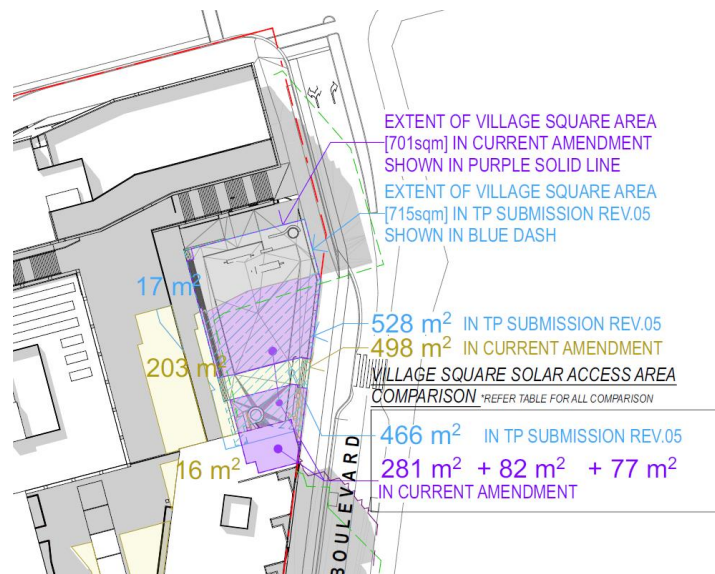 EXTENT OF VILLAGE SQUARE AREA
[701sqm] IN CURRENT AMENDMENT
SHOWN IN PURPLE SOLID LINE
EXTENT OF VILLAGE SQUARE AREA
[715sqm] IN TP SUBMISSION REV.05
SHOWN IN BLUE DASH
17 m²
528 m² IN TP SUBMISSION REV.05
498 m² IN CURRENT AMENDMENT
203 m²
VILLAGE SQUARE SOLAR ACCESS AREA
COMPARISON *REFER TABLE FOR ALL COMPARISON
466 m² IN TP SUBMISSION REV.05
16 m²
281 m² + 82 m² + 77 m²
IN CURRENT AMENDMENT
BOULEVARD